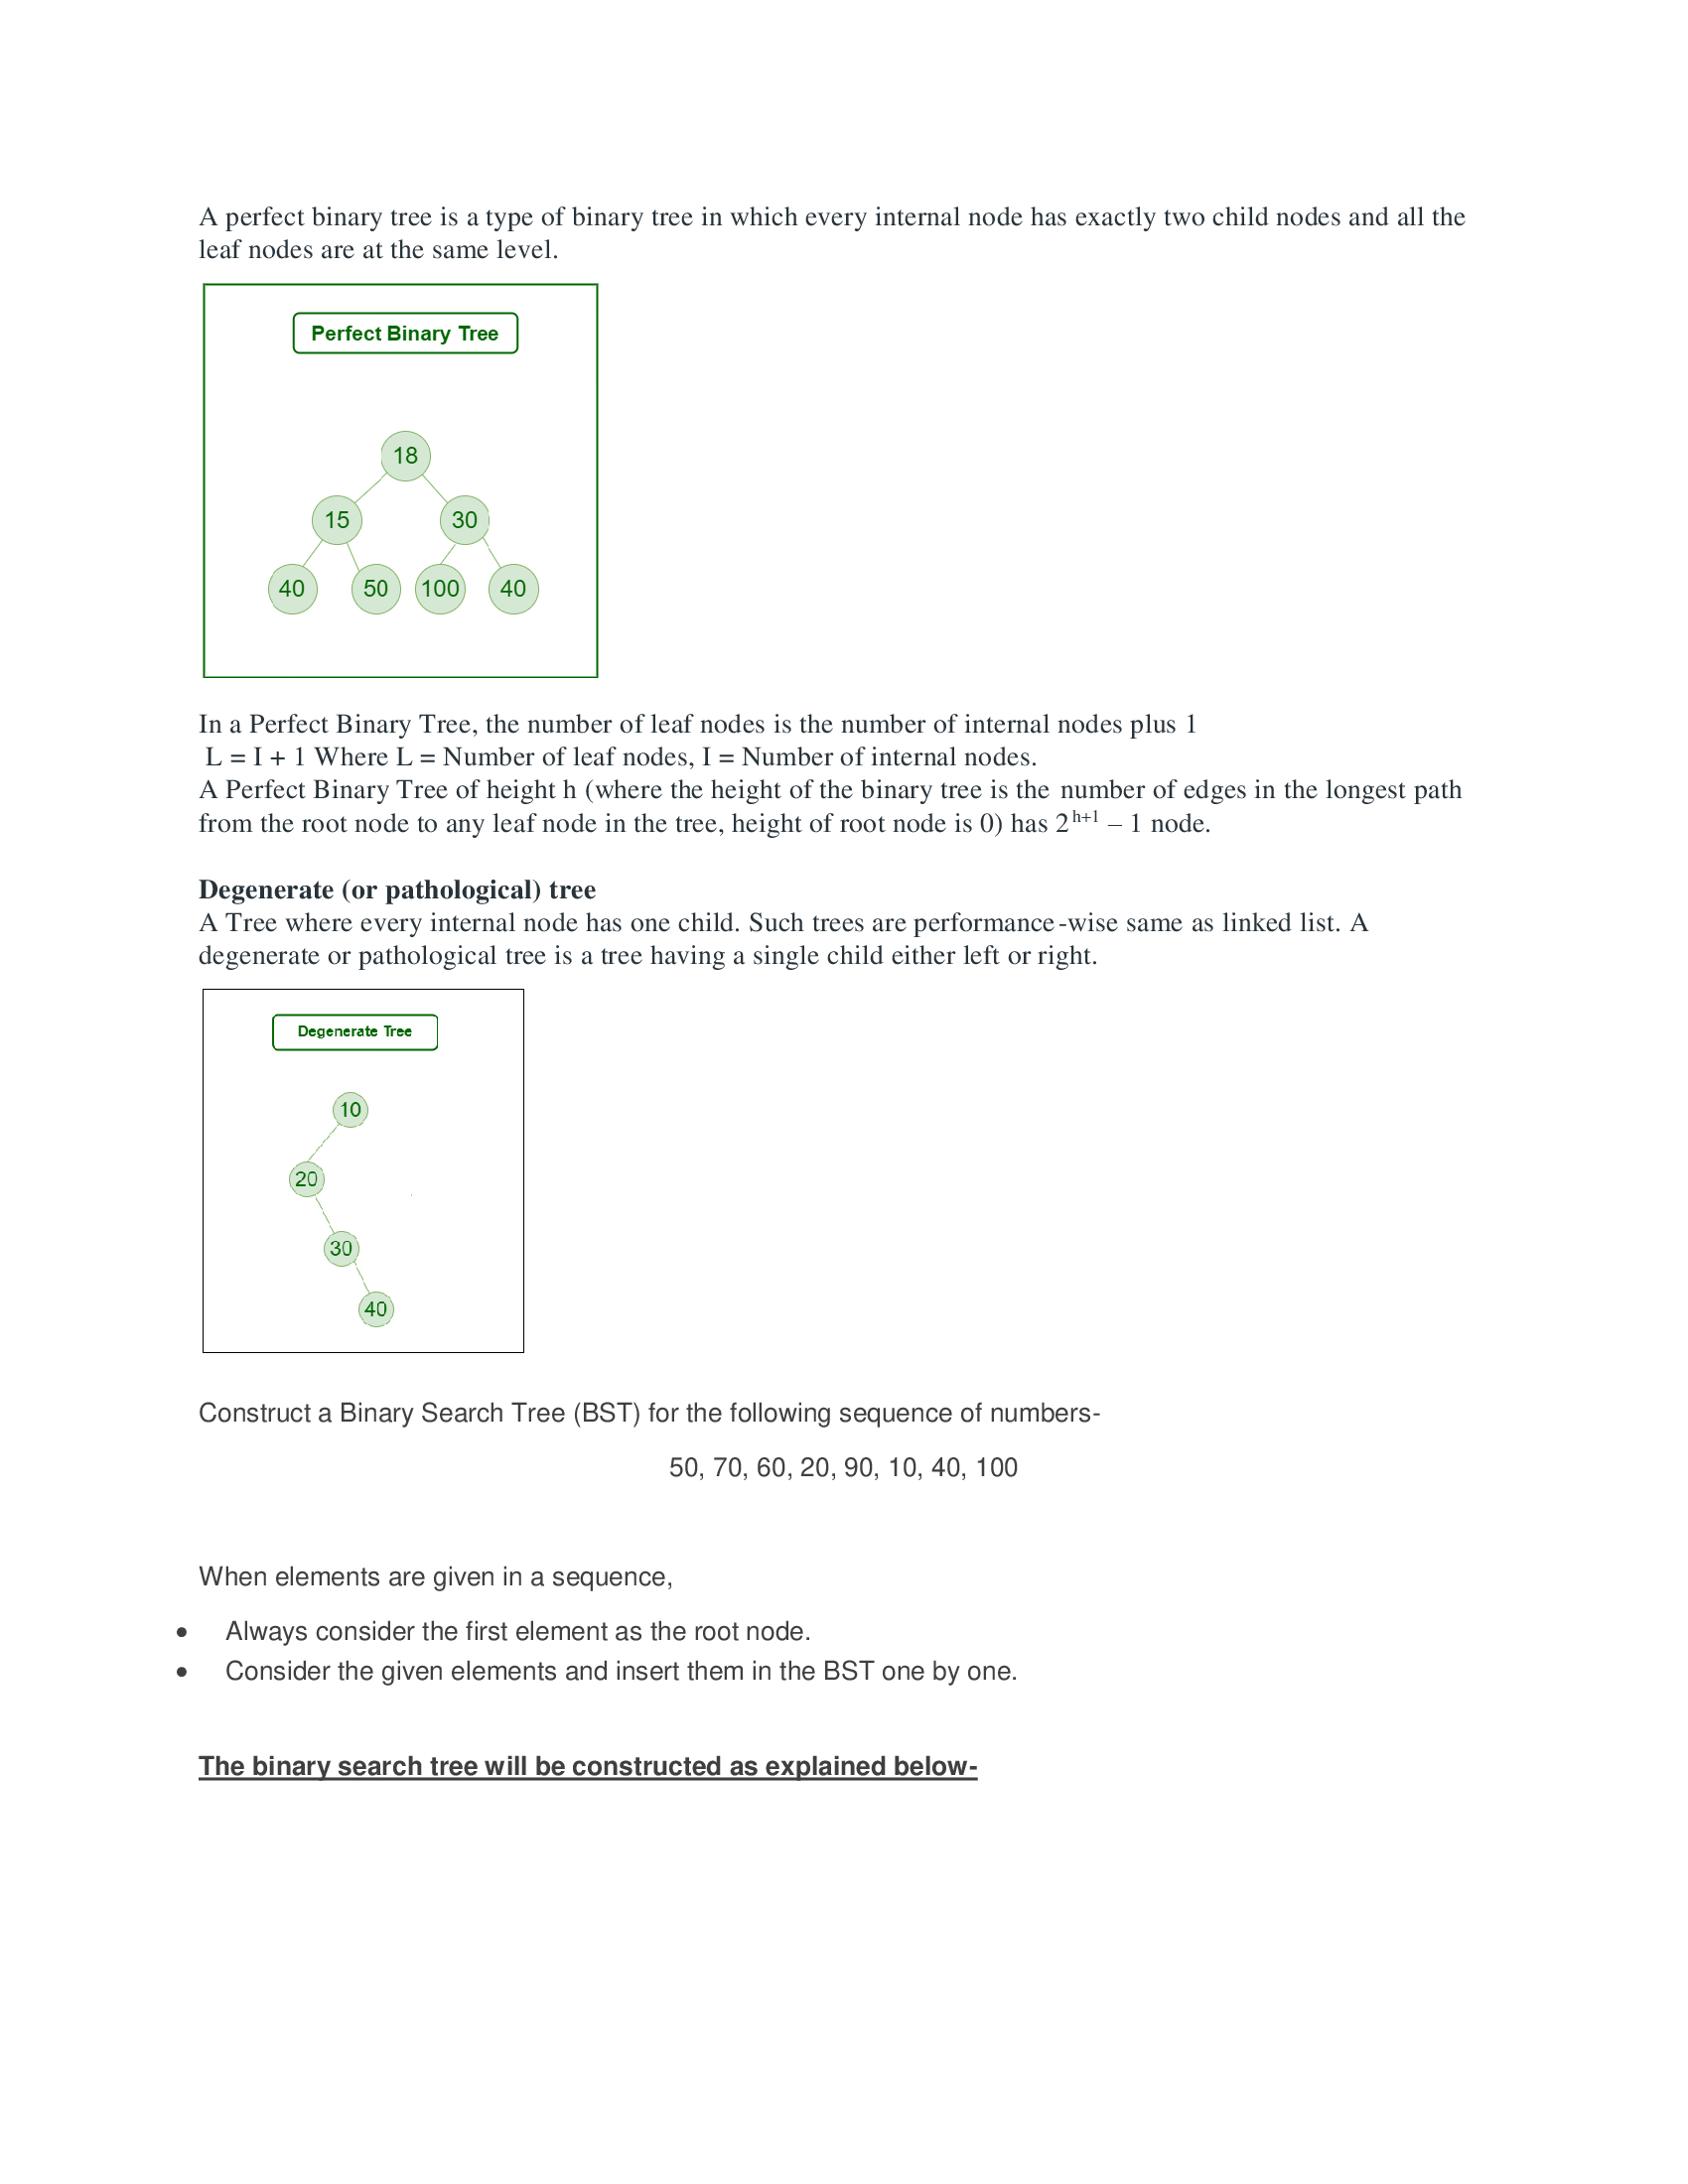 A perfect binary tree is a type of binary tree in which every internal node has exactly two child nodes and all the
leaf nodes are at the same level.
Perfect Binary Tree
18
15 30
40 50 100 40
In a Perfect Binary Tree, the number of leaf nodes is the number of internal nodes plus 1
L = I + 1 Where L = Number of leaf nodes, I = Number of internal nodes.
A Perfect Binary Tree of height h (where the height of the binary tree is the number of edges in the longest path
from the root node to any leaf node in the tree, height of root node is 0) has 2^{h+1} – 1 node.
Degenerate (or pathological) tree
A Tree where every internal node has one child. Such trees are performance-wise same as linked list. A
degenerate or pathological tree is a tree having a single child either left or right.
Degenerate Tree
10
20
30
40
Construct a Binary Search Tree (BST) for the following sequence of numbers-
50, 70, 60, 20, 90, 10, 40, 100
When elements are given in a sequence,
• Always consider the first element as the root node.
• Consider the given elements and insert them in the BST one by one.
The binary search tree will be constructed as explained below-